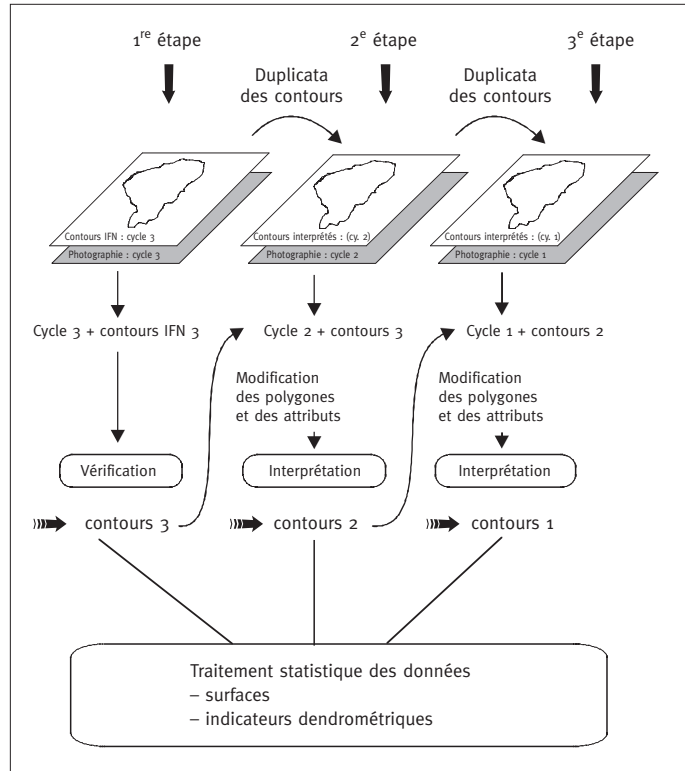 1re étape
2e étape
3e étape
Duplicata
des contours
Duplicata
des contours
Contours IFN : cycle 3
Photographie : cycle 3
Contours interprétés : (cy. 2)
Photographie : cycle 2
Contours interprétés : (cy. 1)
Photographie : cycle 1
Cycle 3 + contours IFN 3
Cycle 2 + contours 3
Cycle 1 + contours 2
Modification
des polygones
et des attributs
Modification
des polygones
et des attributs
Vérification
Interprétation
Interprétation
contours 3
contours 2
contours 1
Traitement statistique des données
– surfaces
– indicateurs dendrométriques